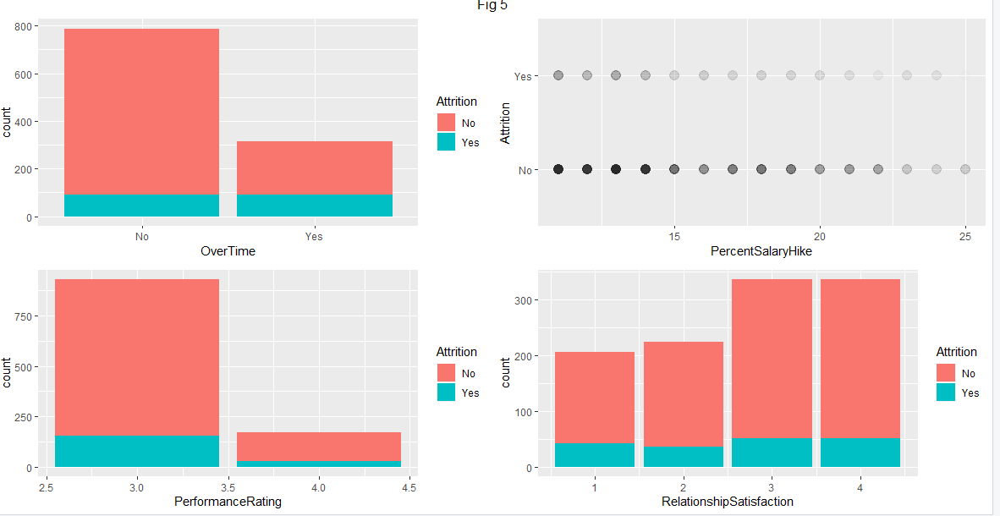 Fig 5
800
600
400
200
0
count
No
Yes
OverTime
Attrition
No
Yes
Yes
No
Attrition
15
20
25
PercentSalaryHike
750
500
250
0
count
2.5
3.0
3.5
4.0
4.5
PerformanceRating
Attrition
No
Yes
300
200
100
0
count
1
2
3
4
RelationshipSatisfaction
Attrition
No
Yes